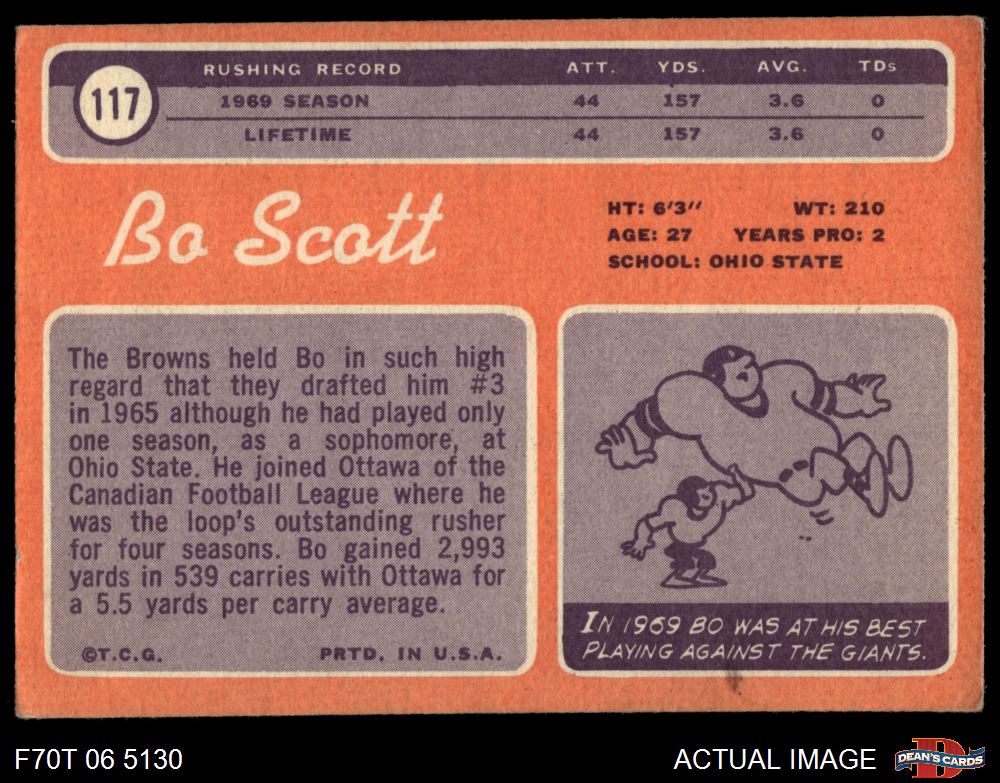 117
RUSHING RECORD ATT. YDS. AVG. TDs
1969 SEASON 44 157 3.6 0
LIFETIME 44 157 3.6 0
Bo Scott
HT: 6'3" WT: 210
AGE: 27 YEARS PRO: 2
SCHOOL: OHIO STATE
The Browns held Bo in such high
regard that they drafted him #3
in 1965 although he had played only
one season, as a sophomore, at
Ohio State. He joined Ottawa of the
Canadian Football League where he
was the loop's outstanding rusher
for four seasons. Bo gained 2,993
yards in 539 carries with Ottawa for
a 5.5 yards per carry average.
©T.C.G. PRTD. IN U.S.A.
IN 1969 BO WAS AT HIS BEST
PLAYING AGAINST THE GIANTS.
F70T 06 5130
ACTUAL IMAGE
D
DEAN'S CARDS